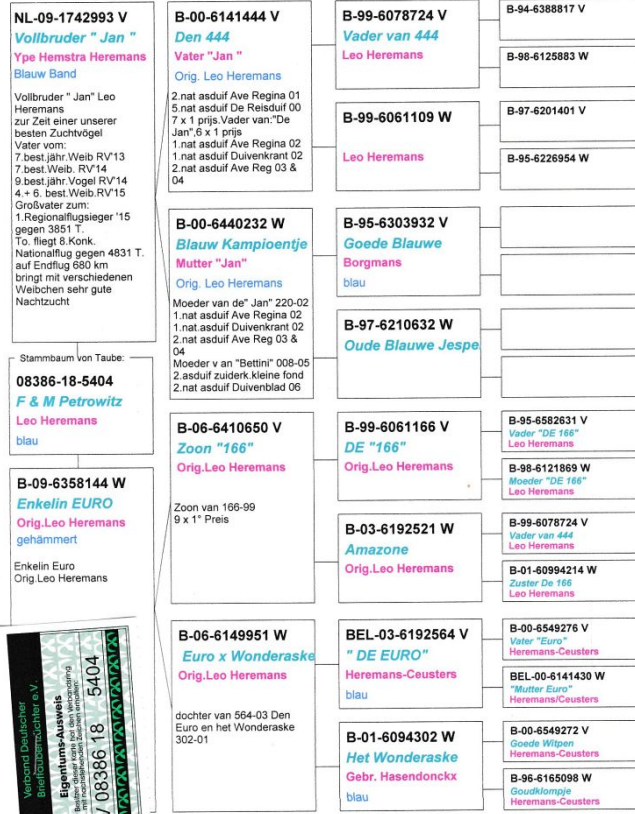 NL-09-1742993 V
Vollbruder " Jan "
Ype Hemstra Heremans
Blauw Band
Vollbruder " Jan" Leo
Heremans
zur Zeit einer unserer
besten Zuchtvögel
Vater vom:
7.best.jähr.Weib RV'13
7.best.Weib. RV'14
9.best.jähr.Vogel RV'14
4.+ 6. best.Weib.RV'15
Großvater zum:
1.Regionalflugsieger '15
gegen 3851 T.
To. fliegt 8.Konk.
Nationalflug gegen 4831 T.
auf Endflug 680 km
bringt mit verschiedenen
Weibchen sehr gute
Nachtzucht
Stammbaum von Taube:
08386-18-5404
F & M Petrowitz
Leo Heremans
blau
B-09-6358144 W
Enkelin EURO
Orig.Leo Heremans
gehämmert
Enkelin Euro
Orig.Leo Heremans
Verband Deutscher
Brieftaubenzüchter e.V.
Eigentums-Ausweis
Besitzer dieser Karte hat den Verbandsring
mit nachstehenden Zeichen erhalten:
/ 08386 18 5404
B-00-6141444 V
Den 444
Vater "Jan "
Orig. Leo Heremans
2.nat asduif Ave Regina 01
5.nat asduif De Reisduif 00
7 x 1 prijs.Vader van:"De
Jan",6 x 1 prijs
1.nat asduif Ave Regina 02
1.nat asduif Duivenkrant 02
2.nat asduif Ave Reg 03 &
04
B-00-6440232 W
Blauw Kampioentje
Mutter "Jan"
Orig. Leo Heremans
Moeder van de" Jan" 220-02
1.nat asduif Ave Regina 02
1.nat.asduif Duivenkrant 02
2.nat asduif Ave Reg 03 &
04
Moeder v an "Bettini" 008-05
2.asduif zuiderk.kleine fond
2.nat asduif Duivenblad 06
B-06-6410650 V
Zoon "166"
Orig.Leo Heremans
Zoon van 166-99
9 x 1° Preis
B-06-6149951 W
Euro x Wonderaske
Orig.Leo Heremans
dochter van 564-03 Den
Euro en het Wonderaske
302-01
B-99-6078724 V
Vader van 444
Leo Heremans
B-99-6061109 W
Leo Heremans
B-95-6303932 V
Goede Blauwe
Borgmans
blau
B-97-6210632 W
Oude Blauwe Jespe
B-99-6061166 V
DE "166"
Orig.Leo Heremans
B-03-6192521 W
Amazone
Orig.Leo Heremans
BEL-03-6192564 V
" DE EURO"
Heremans-Ceusters
blau
B-01-6094302 W
Het Wonderaske
Gebr. Hasendonckx
blau
B-94-6388817 V
B-98-6125883 W
B-97-6201401 V
B-95-6226954 W
B-95-6582631 V
Vader "DE 166"
Leo Heremans
B-98-6121869 W
Moeder "DE 166"
Leo Heremans
B-99-6078724 V
Vader van 444
Leo Heremans
B-01-60994214 W
Zuster De 166
Leo Heremans
B-00-6549276 V
Vater "Euro"
Heremans-Ceusters
BEL-00-6141430 W
"Mutter Euro"
Heremans/Ceusters
B-00-6549272 V
Goede Witpen
Heremans-Ceusters
B-96-6165098 W
Goudklompje
Heremans-Ceusters